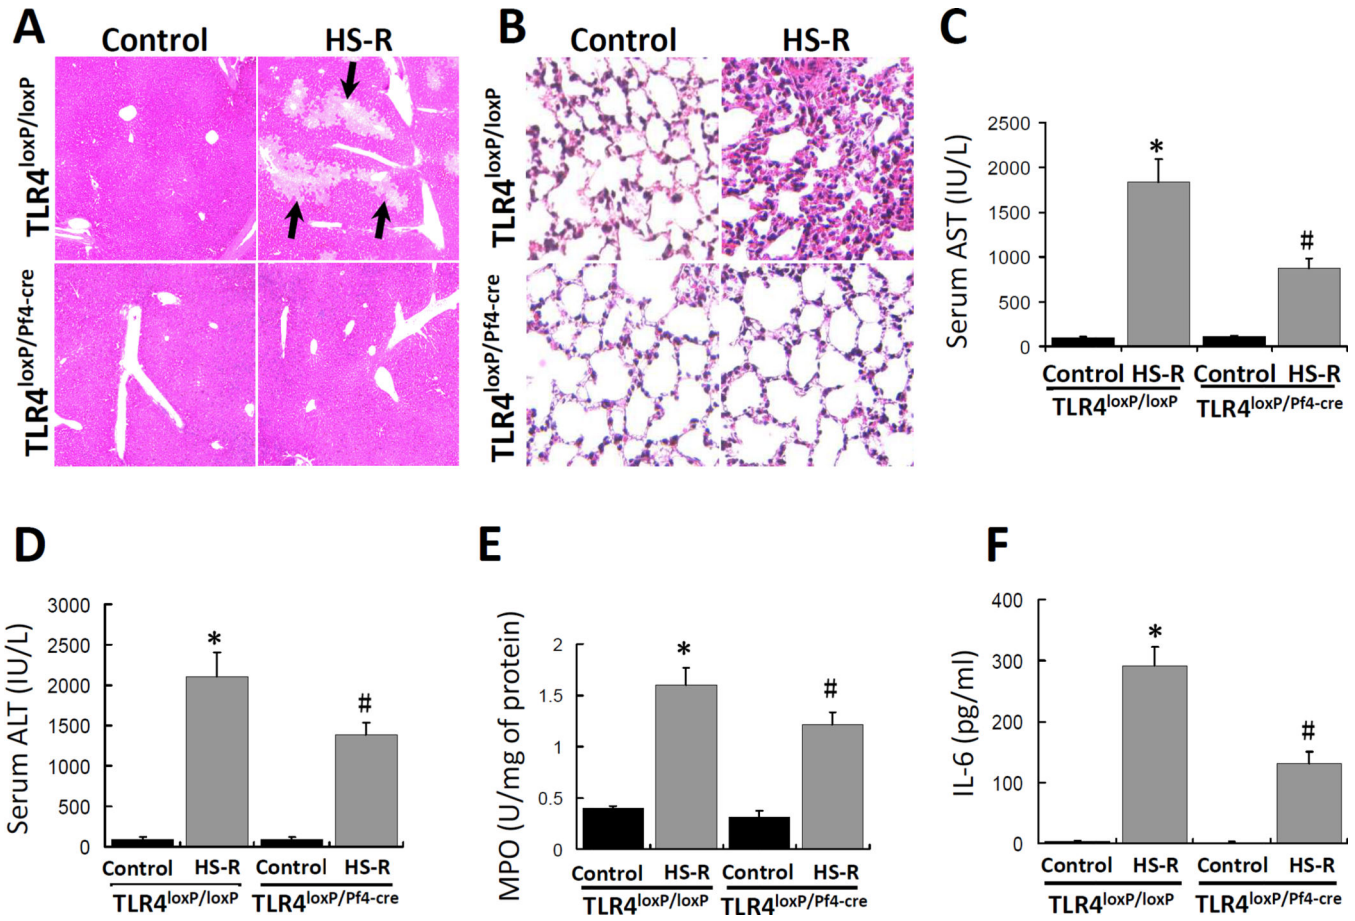 A
Control HS-R
TLR4loxP/loxP
TLR4loxP/Pf4-cre
B
Control HS-R
TLR4loxP/loxP
TLR4loxP/Pf4-cre
C
Serum AST (IU/L)
2500
2000
1500
1000
500
0
*
#
Control HS-R Control HS-R
TLR4loxP/loxP TLR4loxP/Pf4-cre
D
Serum ALT (IU/L)
3000
2500
2000
1500
1000
500
0
*
#
Control HS-R Control HS-R
TLR4loxP/loxP TLR4loxP/Pf4-cre
E
MPO (U/mg of protein)
2
1.5
1
0.5
0
*
#
Control HS-R Control HS-R
TLR4loxP/loxP TLR4loxP/Pf4-cre
F
IL-6 (pg/ml)
400
300
200
100
0
*
#
Control HS-R Control HS-R
TLR4loxP/loxP TLR4loxP/Pf4-cre